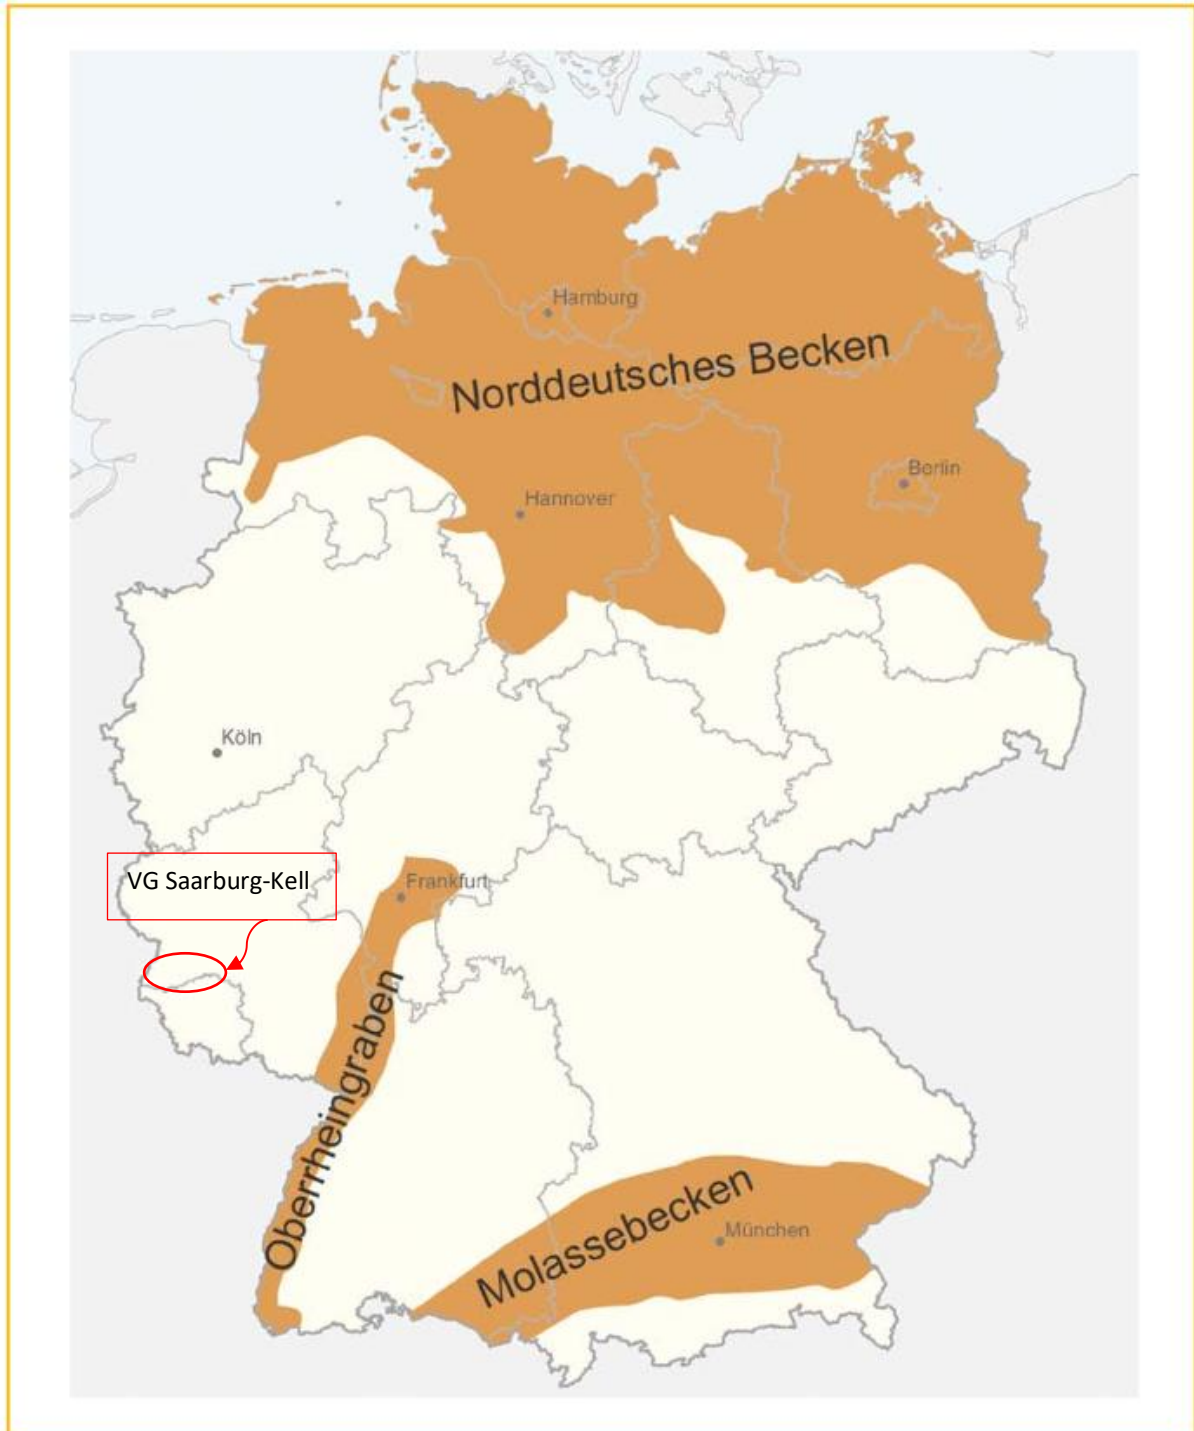 Hamburg
Norddeutsches Becken
Berlin
Hannover
Köln
VG Saarburg-Kell
Frankfurt
Oberrheingraben
Molassebecken
München